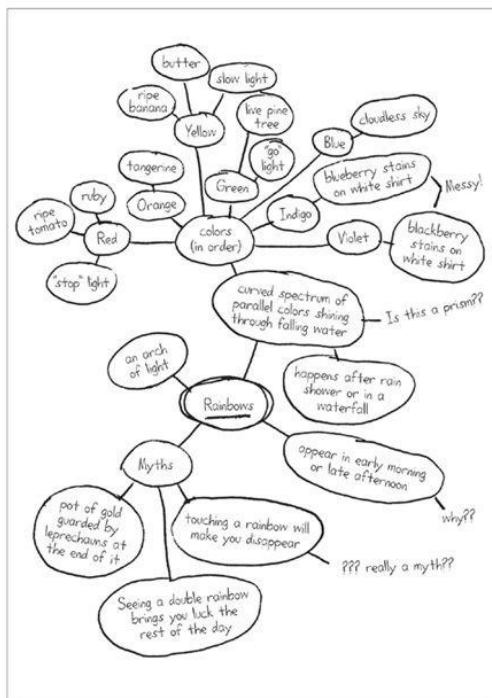 butter
slow light
ripe
banana
Yellow
live pine
tree
cloudless sky
Blue
"go"
light
tangerine
Green
blueberry stains
on white shirt
Messy!
ruby
Orange
Indigo
ripe
tomato
Red
colors
(in order)
Violet
blackberry
stains on
white shirt
"stop" light
curved spectrum of
parallel colors shining
through falling water
Is this a prism??
an arch
of light
happens after rain
shower or in a
waterfall
Rainbows
Myths
appear in early morning
or late afternoon
why??
pot of gold
guarded by
leprechauns at
the end of it
touching a rainbow will
make you disappear
??? really a myth??
Seeing a double rainbow
brings you luck the
rest of the day